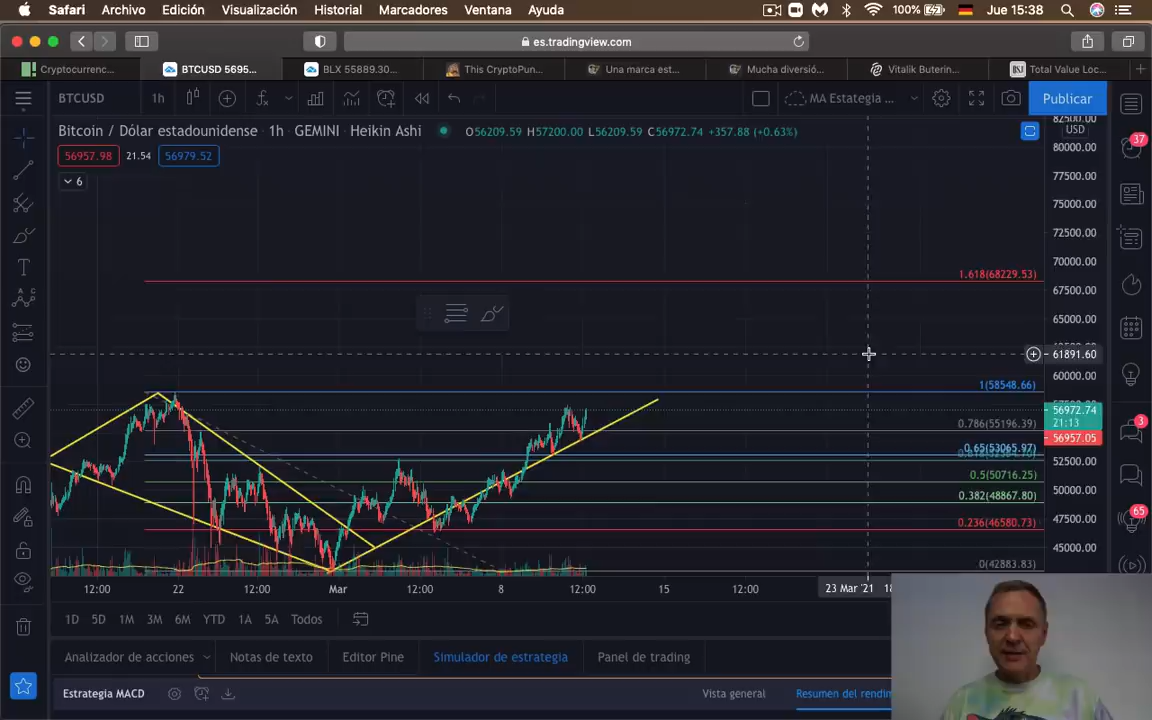 Safari Archivo Edición Visualización Historial Marcadores Ventana Ayuda 100% Jue 15:38
es.tradingview.com
Cryptocurrenc... BTCUSD 5695... BLX 55889.30... This CryptoPun... Una marca est... Mucha diversió... Vitalik Buterin... Total Value Loc...
BTCUSD 1h MA Estategia ... Publicar
Bitcoin / Dólar estadounidense · 1h · GEMINI · Heikin Ashi O56209.59 H57200.00 L56209.59 C56972.74 +357.88 (+0.63%)
82500.00
USD
56957.98 21.54 56979.52
37
80000.00
6
77500.00
75000.00
72500.00
70000.00
1.618(68229.53)
67500.00
65000.00
61891.60
60000.00
1(58548.66)
56972.74
21:13
0.786(55196.39)
3
56957.05
0.65(53065.97)
52500.00
0.5(50716.25)
50000.00
0.382(48867.80)
65
0.236(46580.73)
47500.00
45000.00
0(42883.83)
12:00 22 12:00 Mar 12:00 8 12:00 15 12:00 23 Mar '21 18
1D 5D 1M 3M 6M YTD 1A 5A Todos
Analizador de acciones Notas de texto Editor Pine Simulador de estrategia Panel de trading
Estrategia MACD Vista general Resumen del rendin